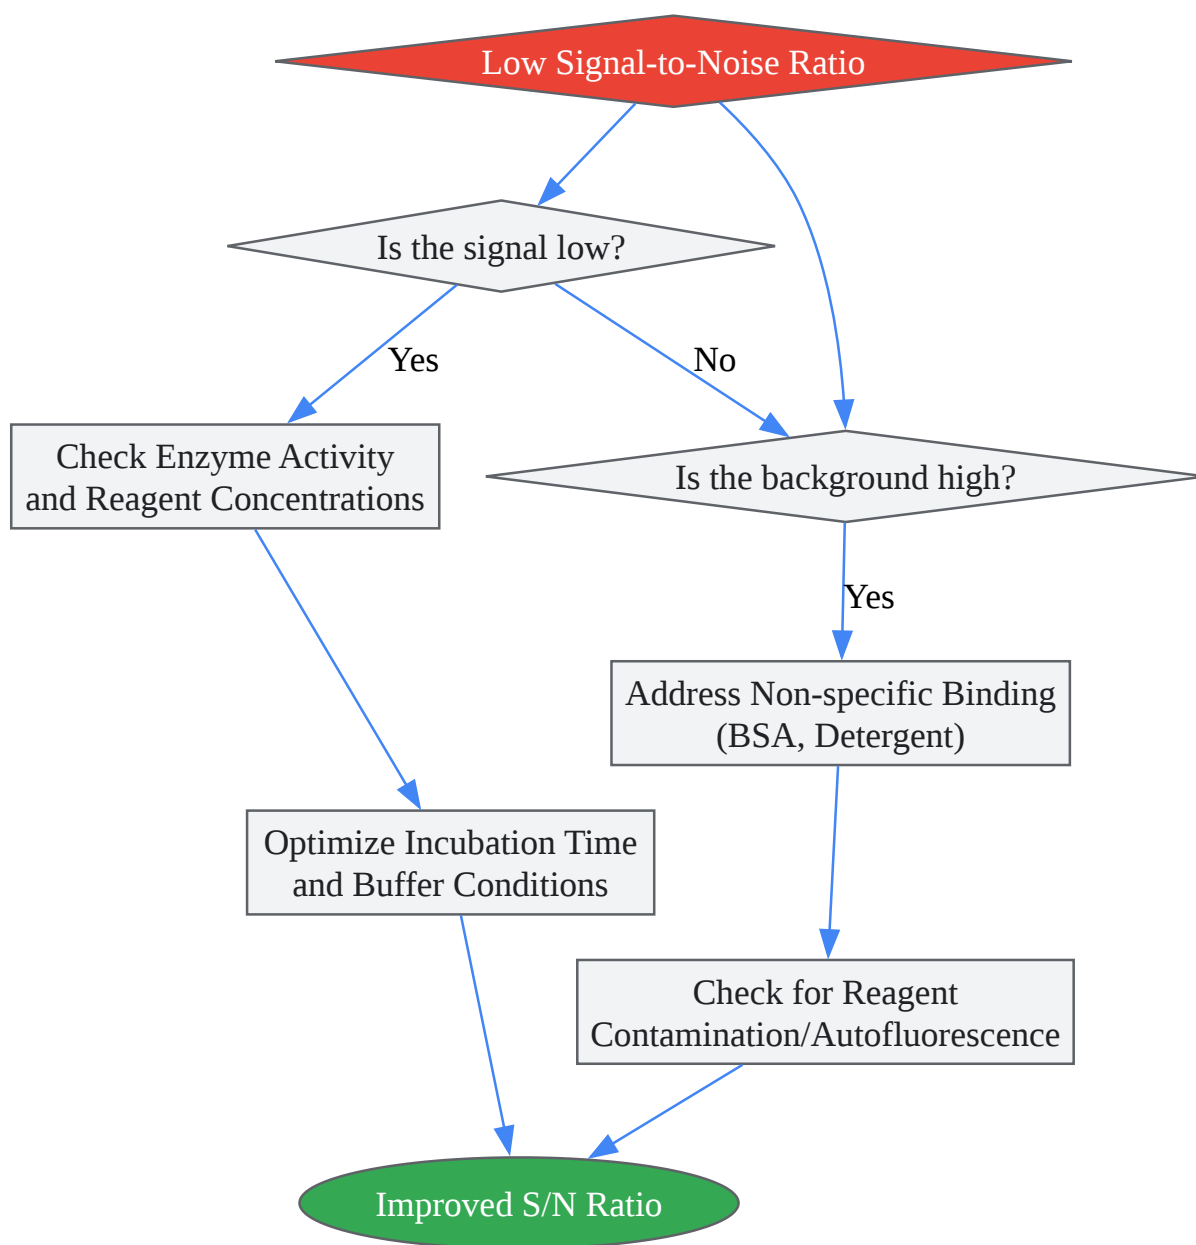 Low Signal-to-Noise Ratio
Is the signal low?
Yes
No
Check Enzyme Activity
and Reagent Concentrations
Is the background high?
Yes
Address Non-specific Binding
(BSA, Detergent)
Optimize Incubation Time
and Buffer Conditions
Check for Reagent
Contamination/Autofluorescence
Improved S/N Ratio